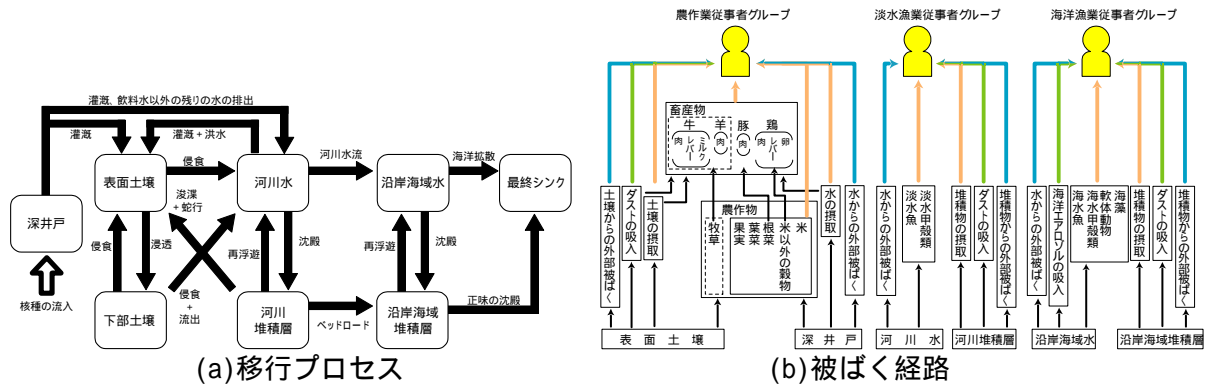 灌漑、飲料水以外の残りの水の排出
灌漑
灌漑+洪水
侵食
河川水流
海洋拡散
表面土壌
河川水
沿岸海域水
最終シンク
深井戸
浚渫
+蛇行
侵食
浸透
再浮遊
沈殿
再浮遊
沈殿
核種の流入
下部土壌
侵食
+
流出
河川
堆積層
ベッドロード
沿岸海域
堆積層
正味の沈殿
(a)移行プロセス
農作業従事者グループ
淡水漁業従事者グループ
海洋漁業従事者グループ
畜産物
牛
羊
豚
鶏
肉
レバー
ミルク
肉
肉
肉
レバー
卵
土壌からの外部被ばく
ダストの吸入
土壌の摂取
農作物
牧草
果実
葉菜
根菜
米以外の穀物
米
水の摂取
水からの外部被ばく
水からの外部被ばく
淡水魚
淡水甲殻類
堆積物の摂取
ダストの吸入
堆積物からの外部被ばく
水からの外部被ばく
海洋エアロゾルの吸入
海水魚
海水甲殻類
軟体動物
海藻
堆積物の摂取
ダストの吸入
堆積物からの外部被ばく
表面土壌
深井戸
河川水
河川堆積層
沿岸海域水
沿岸海域堆積層
(b)被ばく経路